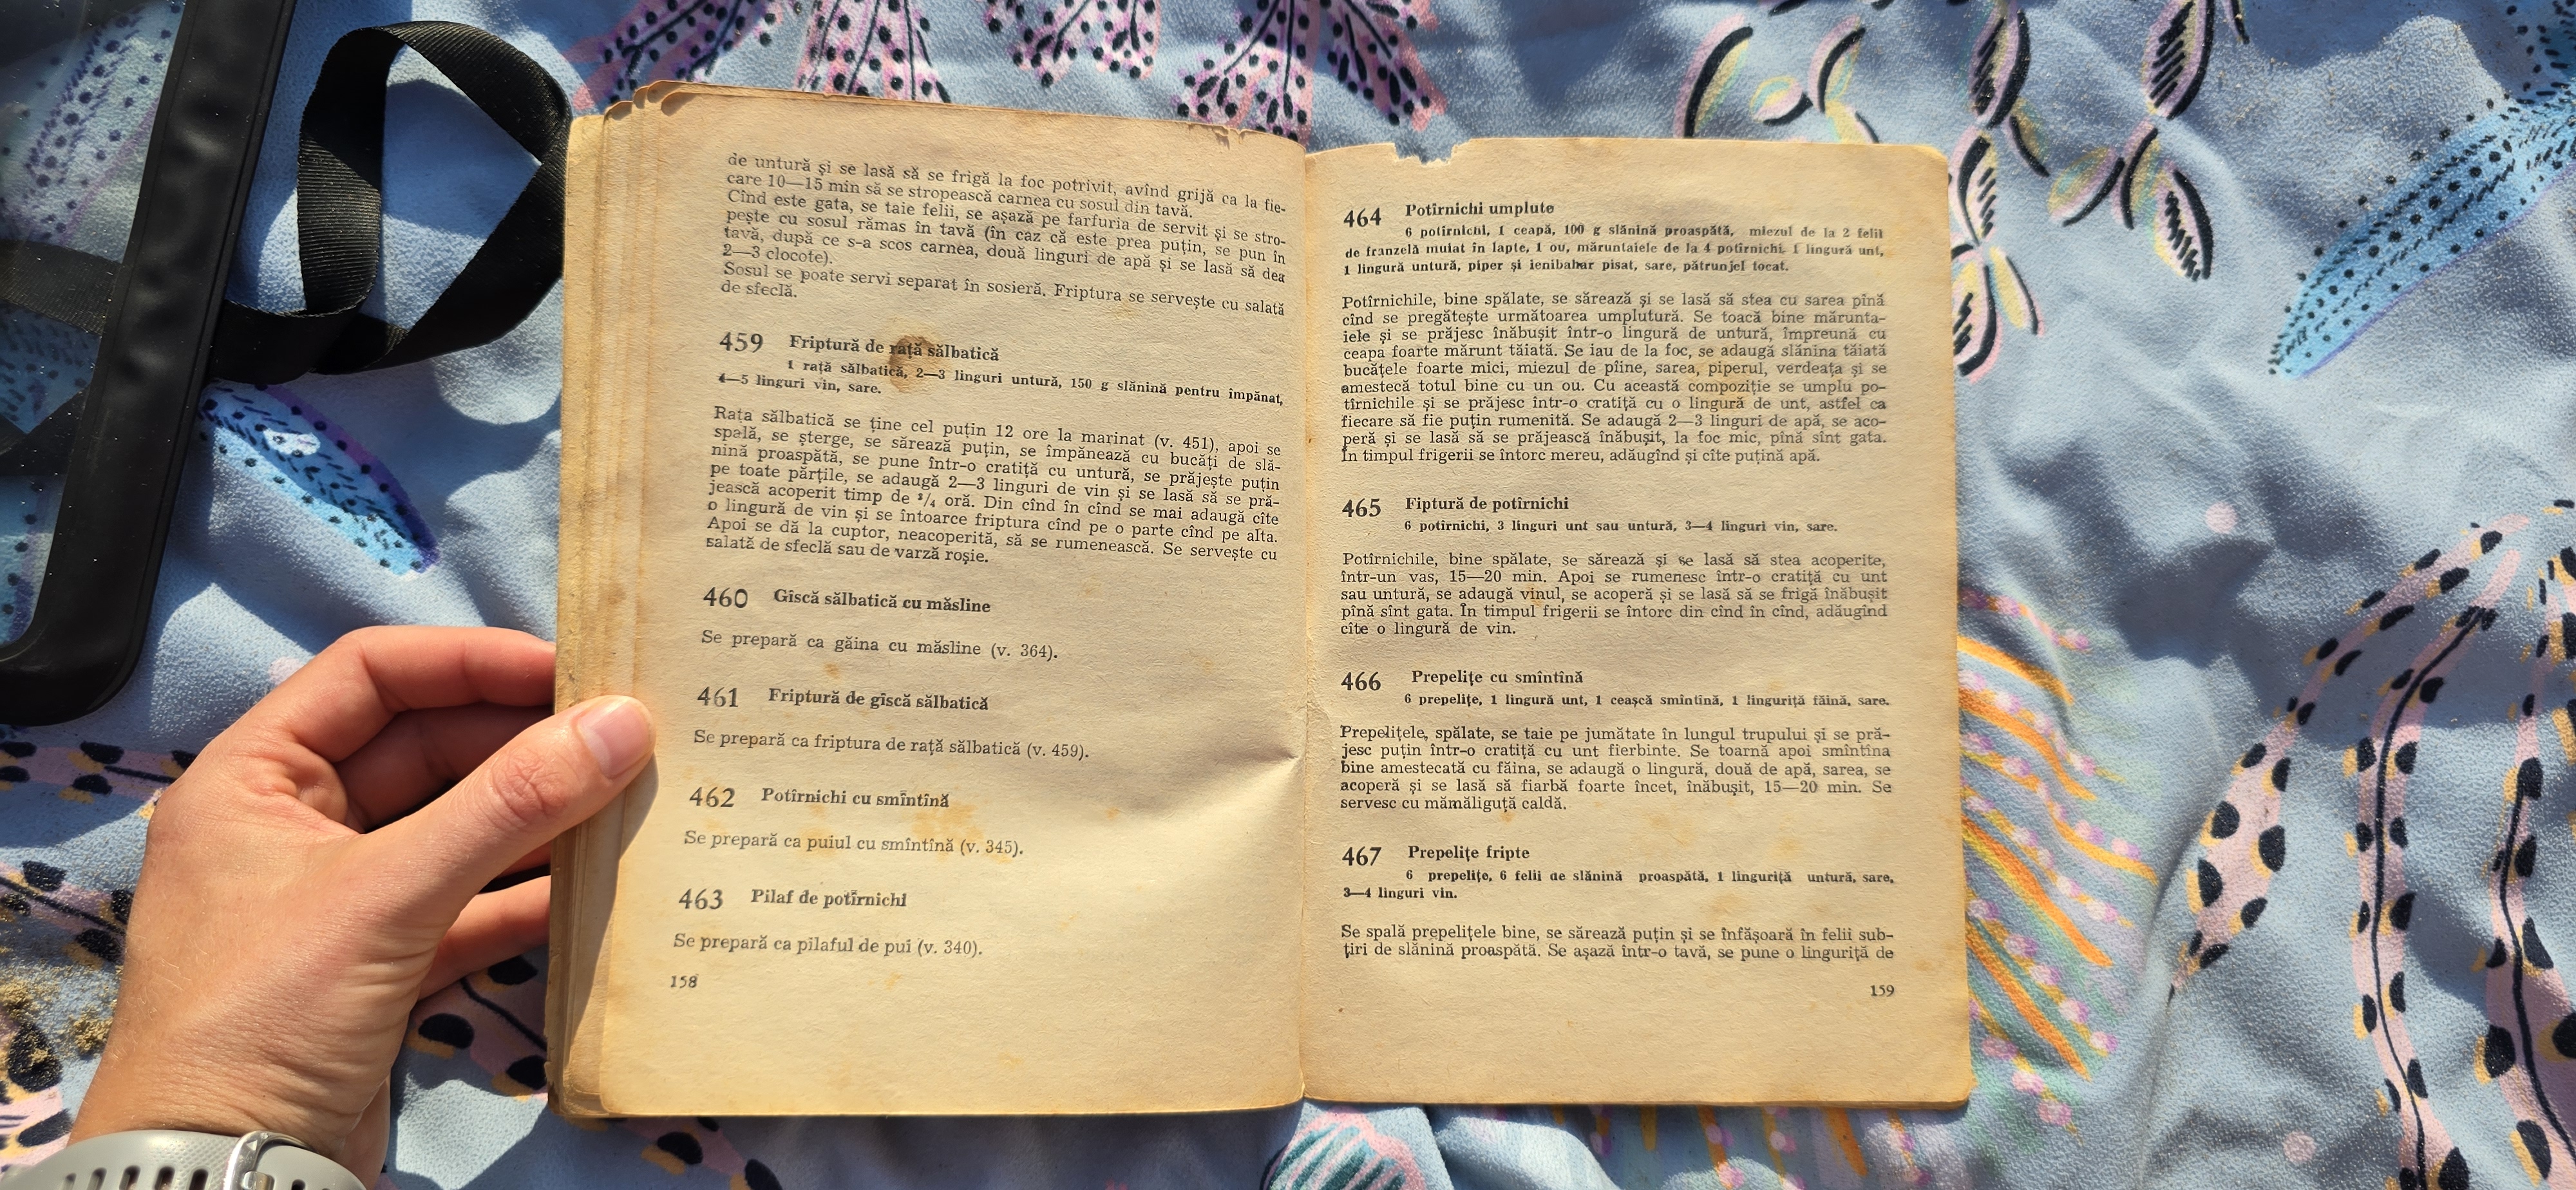 de untură şi se lasă să se frigă la foc potrivit, avînd grijă ca la fie-
care 10—15 min să se stropească carnea cu sosul din tavă.
Cînd este gata, se taie felii, se aşază pe farfuria de servit şi se stro-
peşte cu sosul rămas în tavă (în caz că este prea puţin, se pun în
tavă, după ce s-a scos carnea, două linguri de apă şi se lasă să dea
2—3 clocote).
Sosul se poate servi separat în sosieră. Friptura se serveşte cu salată
de sfeclă.
459 Friptură de raţă sălbatică
1 raţă sălbatică, 2—3 linguri untură, 150 g slănină pentru împănat,
4—5 linguri vin, sare.
Raţa sălbatică se ţine cel puţin 12 ore la marinat (v. 451), apoi se
spală, se şterge, se sărează puţin, se împănează cu bucăţi de slă-
nină proaspătă, se pune într-o cratiţă cu untură, se prăjeşte puţin
pe toate părţile, se adaugă 2—3 linguri de vin şi se lasă să se pră-
jească acoperit timp de ³/₄ oră. Din cînd în cînd se mai adaugă cîte
o lingură de vin şi se întoarce friptura cînd pe o parte cînd pe alta.
Apoi se dă la cuptor, neacoperită, să se rumenească. Se serveşte cu
salată de sfeclă sau de varză roşie.
460 Gîscă sălbatică cu măsline
Se prepară ca găina cu măsline (v. 364).
461 Friptură de gîscă sălbatică
Se prepară ca friptura de raţă sălbatică (v. 459).
462 Potîrnichi cu smîntînă
Se prepară ca puiul cu smîntînă (v. 345).
463 Pilaf de potîrnichi
Se prepară ca pilaful de pui (v. 340).
158
464 Potîrnichi umplute
6 potîrnichi, 1 ceapă, 100 g slănină proaspătă, miezul de la 2 felii
de franzelă muiat în lapte, 1 ou, măruntaiele de la 4 potîrnichi, 1 lingură unt,
1 lingură untură, piper şi ienibahar pisat, sare, pătrunjel tocat.
Potîrnichile, bine spălate, se sărează şi se lasă să stea cu sarea pînă
cînd se pregăteşte următoarea umplutură. Se toacă bine mărunta-
iele şi se prăjesc înăbuşit într-o lingură de untură, împreună cu
ceapa foarte mărunt tăiată. Se iau de la foc, se adaugă slănina tăiată
bucăţele foarte mici, miezul de pîine, sarea, piperul, verdeaţa şi se
amestecă totul bine cu un ou. Cu această compoziţie se umplu po-
tîrnichile şi se prăjesc într-o cratiţă cu o lingură de unt, astfel ca
fiecare să fie puţin rumenită. Se adaugă 2—3 linguri de apă, se aco-
peră şi se lasă să se prăjească înăbuşit, la foc mic, pînă sînt gata.
În timpul frigerii se întorc mereu, adăugînd şi cîte puţină apă.
465 Fiptură de potîrnichi
6 potîrnichi, 3 linguri unt sau untură, 3—4 linguri vin, sare.
Potîrnichile, bine spălate, se sărează şi se lasă să stea acoperite,
într-un vas, 15—20 min. Apoi se rumenesc într-o cratiţă cu unt
sau untură, se adaugă vinul, se acoperă şi se lasă să se frigă înăbuşit
pînă sînt gata. În timpul frigerii se întorc din cînd în cînd, adăugînd
cîte o lingură de vin.
466 Prepeliţe cu smîntînă
6 prepeliţe, 1 lingură unt, 1 ceaşcă smîntînă, 1 linguriţă făină, sare.
Prepeliţele, spălate, se taie pe jumătate în lungul trupului şi se pră-
jesc puţin într-o cratiţă cu unt fierbinte. Se toarnă apoi smîntîna
bine amestecată cu făina, se adaugă o lingură, două de apă, sarea, se
acoperă şi se lasă să fiarbă foarte încet, înăbuşit, 15—20 min. Se
servesc cu mămăliguţă caldă.
467 Prepeliţe fripte
6 prepeliţe, 6 felii de slănină proaspătă, 1 linguriţă untură, sare,
3—4 linguri vin.
Se spală prepeliţele bine, se sărează puţin şi se înfăşoară în felii sub-
ţiri de slănină proaspătă. Se aşază într-o tavă, se pune o linguriţă de
159